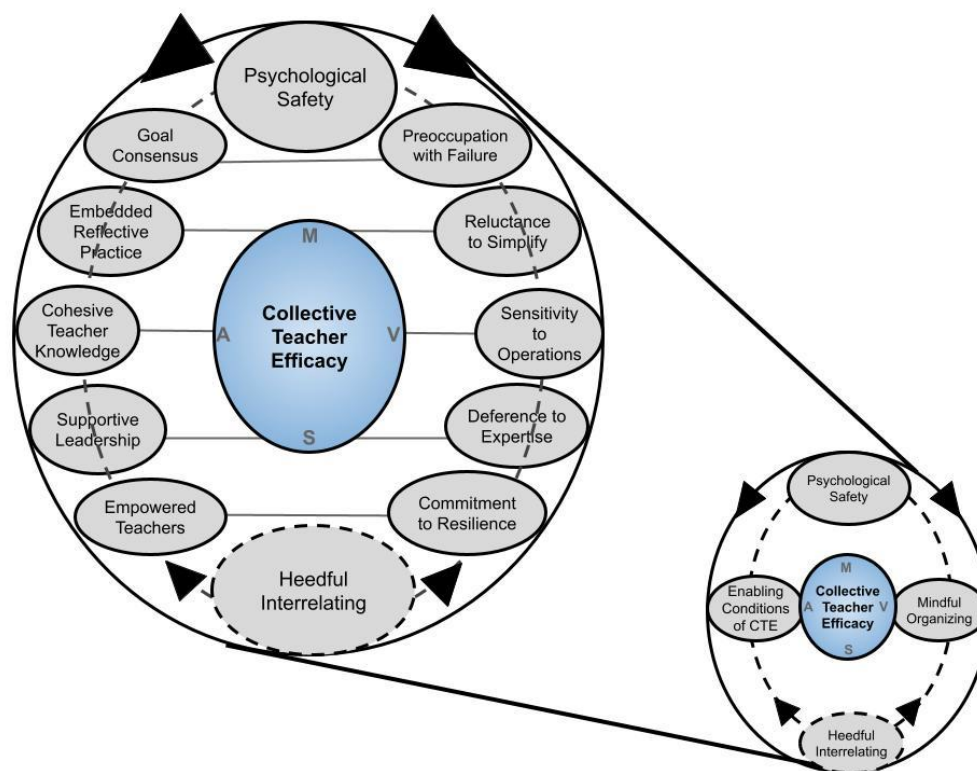 Psychological
Safety
Goal
Consensus
Preoccupation
with Failure
Embedded
Reflective
Practice
Reluctance
to Simplify
M
Cohesive
Teacher
Knowledge
A
Collective
Teacher
Efficacy
V
Sensitivity
to
Operations
Supportive
Leadership
S
Deference to
Expertise
Empowered
Teachers
Commitment
to Resilience
Heedful
Interrelating
Psychological
Safety
Enabling
Conditions
of CTE
M
A
Collective
Teacher
Efficacy
V
S
Mindful
Organizing
Heedful
Interrelating